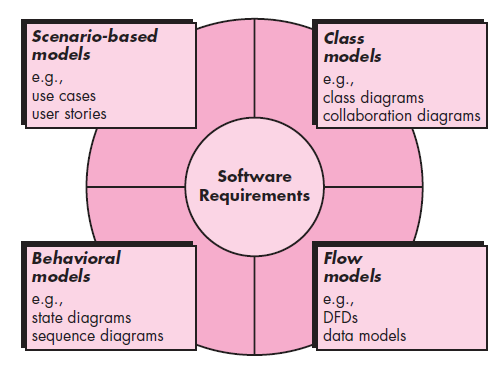 Scenario-based
models
e.g.,
use cases
user stories
Class
models
e.g.,
class diagrams
collaboration diagrams
Software
Requirements
Behavioral
models
e.g.,
state diagrams
sequence diagrams
Flow
models
e.g.,
DFDs
data models